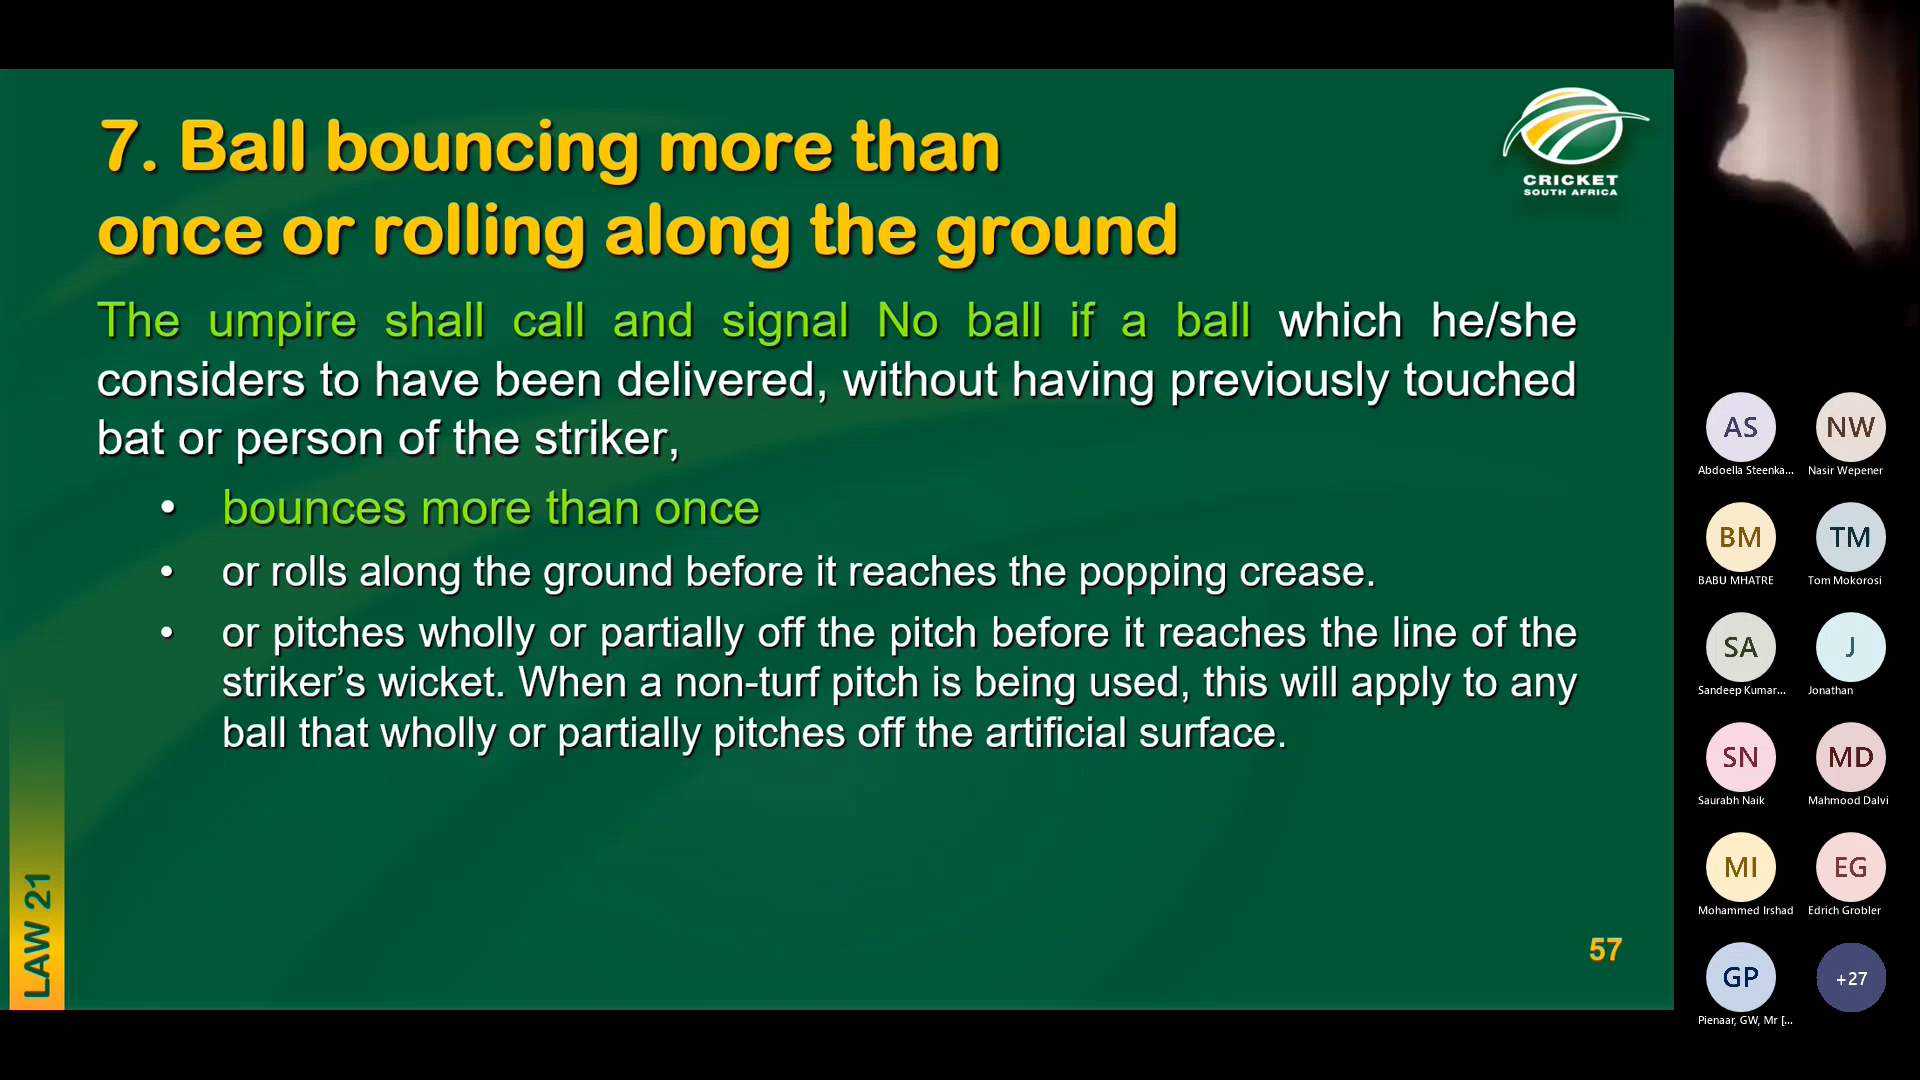 7. Ball bouncing more than
once or rolling along the ground
CRICKET
SOUTH AFRICA
The umpire shall call and signal No ball if a ball which he/she
considers to have been delivered, without having previously touched
bat or person of the striker,
• bounces more than once
• or rolls along the ground before it reaches the popping crease.
• or pitches wholly or partially off the pitch before it reaches the line of the
striker’s wicket. When a non-turf pitch is being used, this will apply to any
ball that wholly or partially pitches off the artificial surface.
LAW 21
57
AS
Abdoella Steenka...
NW
Nasir Wepener
BM
BABU MHATRE
TM
Tom Mokorosi
SA
Sandeep Kumar...
J
Jonathan
SN
Saurabh Naik
MD
Mahmood Dalvi
MI
Mohammed Irshad
EG
Edrich Grobler
GP
Pienaar, GW, Mr [...
+27